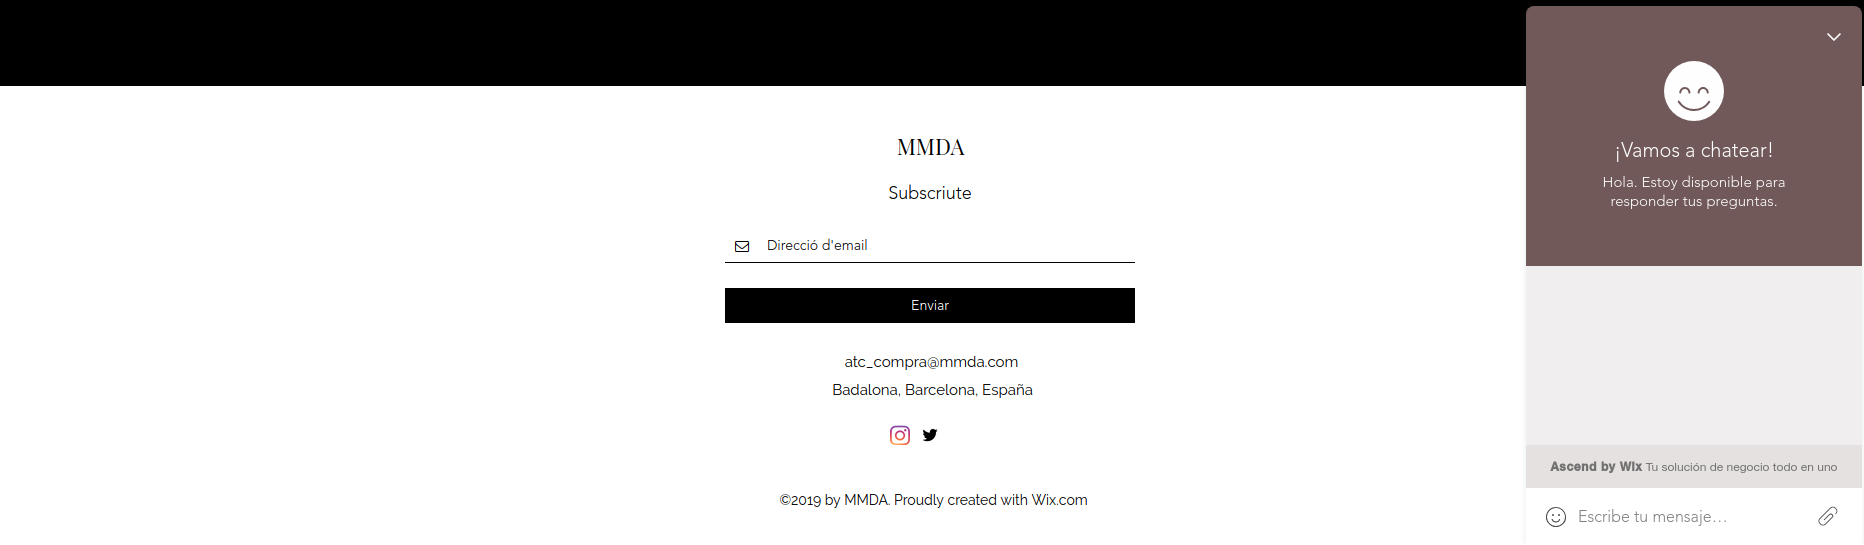 MMDA
Subscriute
Direcció d'email
Enviar
atc_compra@mmda.com
Badalona, Barcelona, España
©2019 by MMDA. Proudly created with Wix.com
¡Vamos a chatear!
Hola. Estoy disponible para
responder tus preguntas.
Ascend by Wix Tu solución de negocio todo en uno
Escribe tu mensaje...